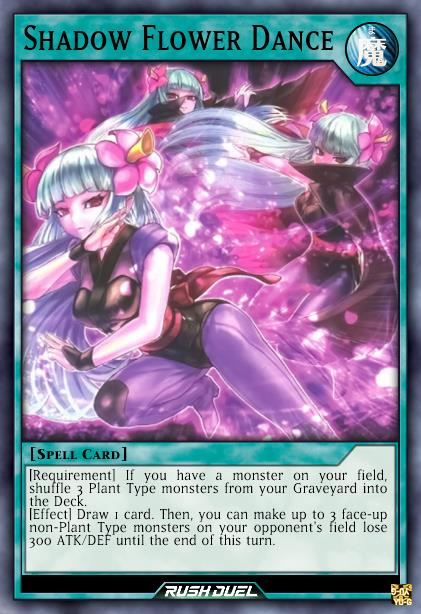 Shadow Flower Dance
ま
魔
[Spell Card]
[Requirement] If you have a monster on your field,
shuffle 3 Plant Type monsters from your Graveyard into
the Deck.
[Effect] Draw 1 card. Then, you can make up to 3 face-up
non-Plant Type monsters on your opponent's field lose
300 ATK/DEF until the end of this turn.
RUSH DUEL